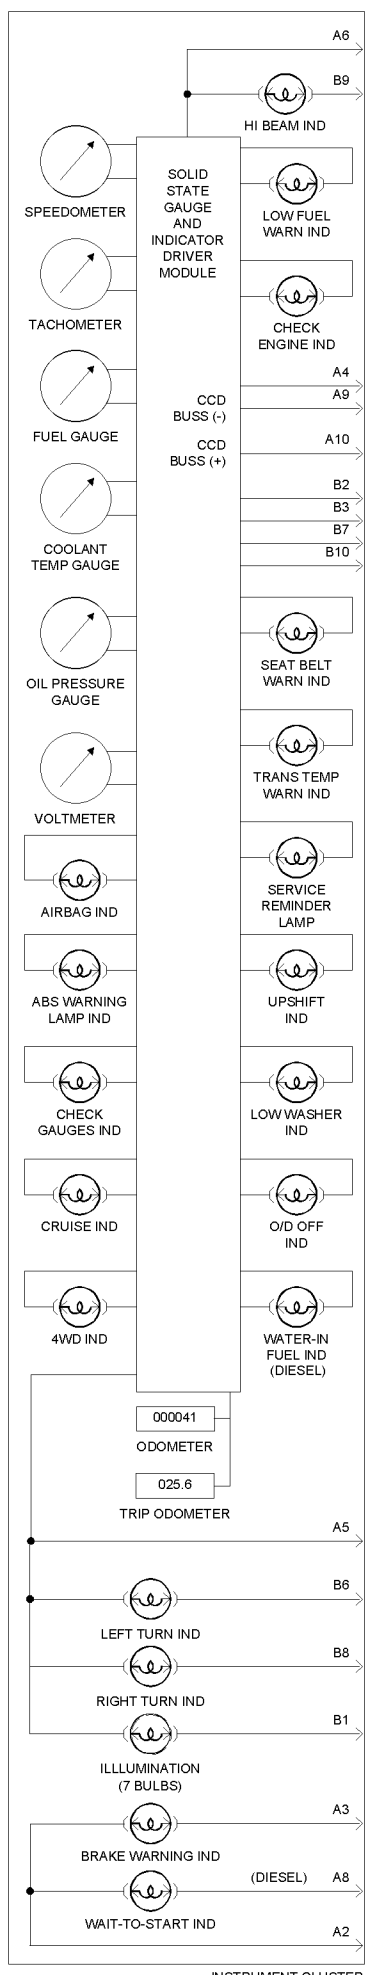 A6
B9
HI BEAM IND
SPEEDOMETER
SOLID
STATE
GAUGE
AND
INDICATOR
DRIVER
MODULE
LOW FUEL
WARN IND
TACHOMETER
CHECK
ENGINE IND
FUEL GAUGE
A4
CCD
BUSS (-)
A9
CCD
BUSS (+)
A10
COOLANT
TEMP GAUGE
B2
B3
B7
B10
OIL PRESSURE
GAUGE
SEAT BELT
WARN IND
VOLTMETER
TRANS TEMP
WARN IND
AIRBAG IND
SERVICE
REMINDER
LAMP
ABS WARNING
LAMP IND
UPSHIFT
IND
CHECK
GAUGES IND
LOW WASHER
IND
CRUISE IND
O/D OFF
IND
4WD IND
WATER-IN
FUEL IND
(DIESEL)
000041
ODOMETER
025.6
TRIP ODOMETER
A5
B6
LEFT TURN IND
B8
RIGHT TURN IND
B1
ILLLUMINATION
(7 BULBS)
A3
BRAKE WARNING IND
(DIESEL) A8
WAIT-TO-START IND
A2
INSTRUMENT CLUSTER